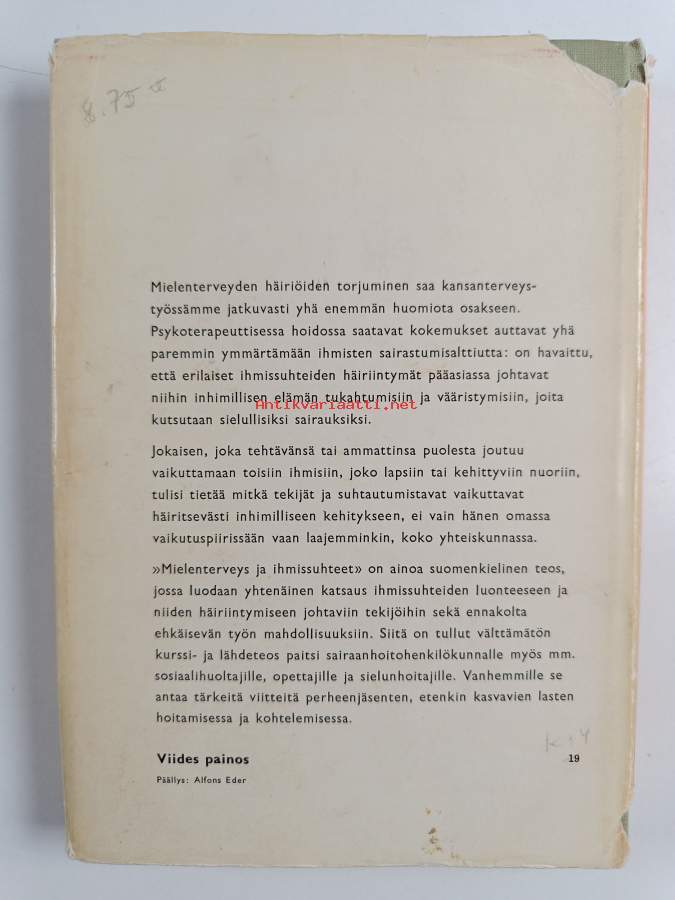 8.75
Mielenterveyden häiriöiden torjuminen saa kansanterveys-
työssämme jatkuvasti yhä enemmän huomiota osakseen.
Psykoterapeuttisessa hoidossa saatavat kokemukset auttavat yhä
paremmin ymmärtämään ihmisten sairastumisalttiutta: on havaittu,
että erilaiset ihmissuhteiden häiriintymät pääasiassa johtavat
niihin inhimillisen elämän tukahtumisiin ja vääristymisiin, joita
Antikvariaatti.net
kutsutaan sielullisiksi sairauksiksi.
Jokaisen, joka tehtävänsä tai ammattinsa puolesta joutuu
vaikuttamaan toisiin ihmisiin, joko lapsiin tai kehittyviin nuoriin,
tulisi tietää mitkä tekijät ja suhtautumistavat vaikuttavat
häiritsevästi inhimilliseen kehitykseen, ei vain hänen omassa
vaikutuspiirissään vaan laajemminkin, koko yhteiskunnassa.
»Mielenterveys ja ihmissuhteet» on ainoa suomenkielinen teos,
jossa luodaan yhtenäinen katsaus ihmissuhteiden luonteeseen ja
niiden häiriintymiseen johtaviin tekijöihin sekä ennakolta
ehkäisevän työn mahdollisuuksiin. Siitä on tullut välttämätön
kurssi- ja lähdeteos paitsi sairaanhoitohenkilökunnalle myös mm.
sosiaalihuoltajille, opettajille ja sielunhoitajille. Vanhemmille se
antaa tärkeitä viitteitä perheenjäsenten, etenkin kasvavien lasten
hoitamisessa ja kohtelemisessa.
Viides painos
19
Päällys: Alfons Eder